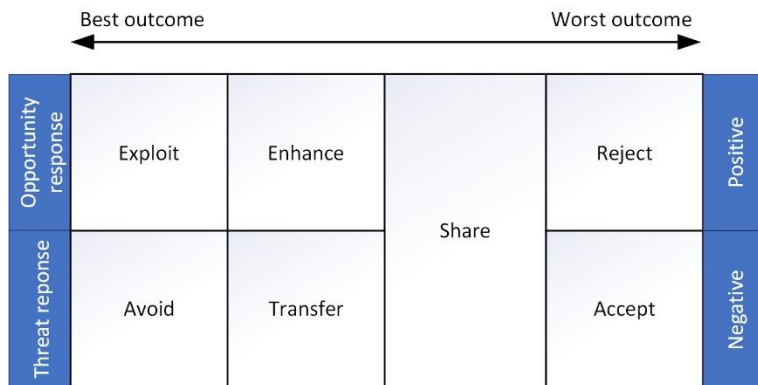 Best outcome
Worst outcome
Opportunity
response
Exploit
Enhance
Share
Reject
Positive
Threat reponse
Avoid
Transfer
Accept
Negative